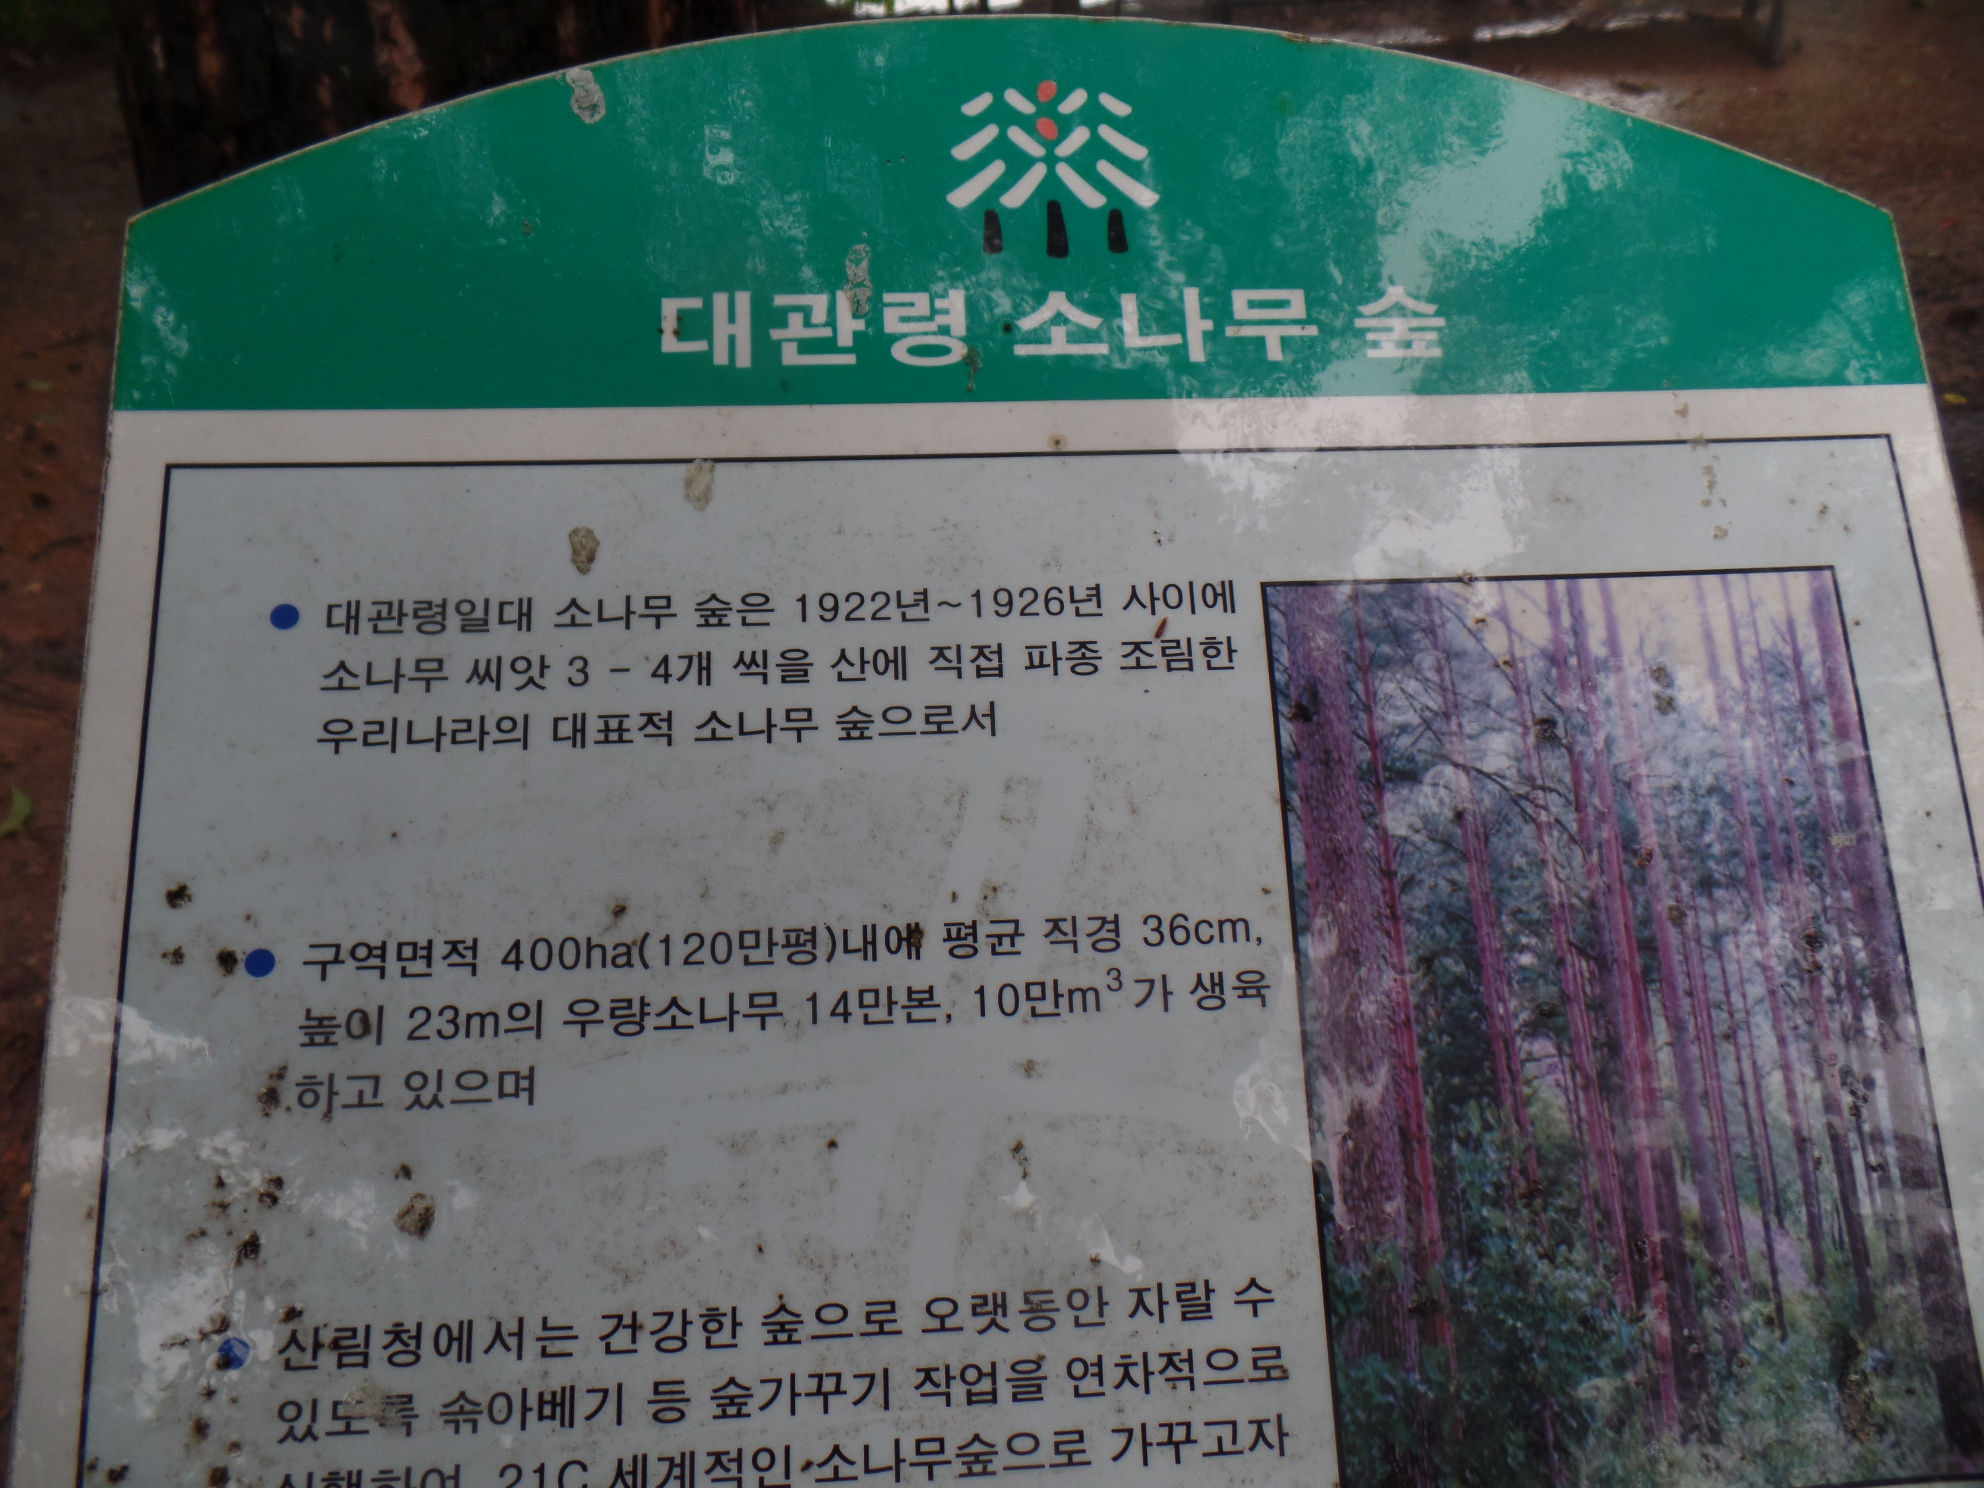 대관령 소나무 숲
대관령일대 소나무 숲은 1922년~1926년 사이에
소나무 씨앗 3 - 4개 씩을 산에 직접 파종 조림한
우리나라의 대표적 소나무 숲으로서
구역면적 400ha(120만평)내에 평균 직경 36cm,
높이 23m의 우량소나무 14만본, 10만m³가 생육
하고 있으며
산림청에서는 건강한 숲으로 오랫동안 자랄 수
있도록 솎아베기 등 숲가꾸기 작업을 연차적으로
실행하여 21C 세계적인 소나무숲으로 가꾸고자